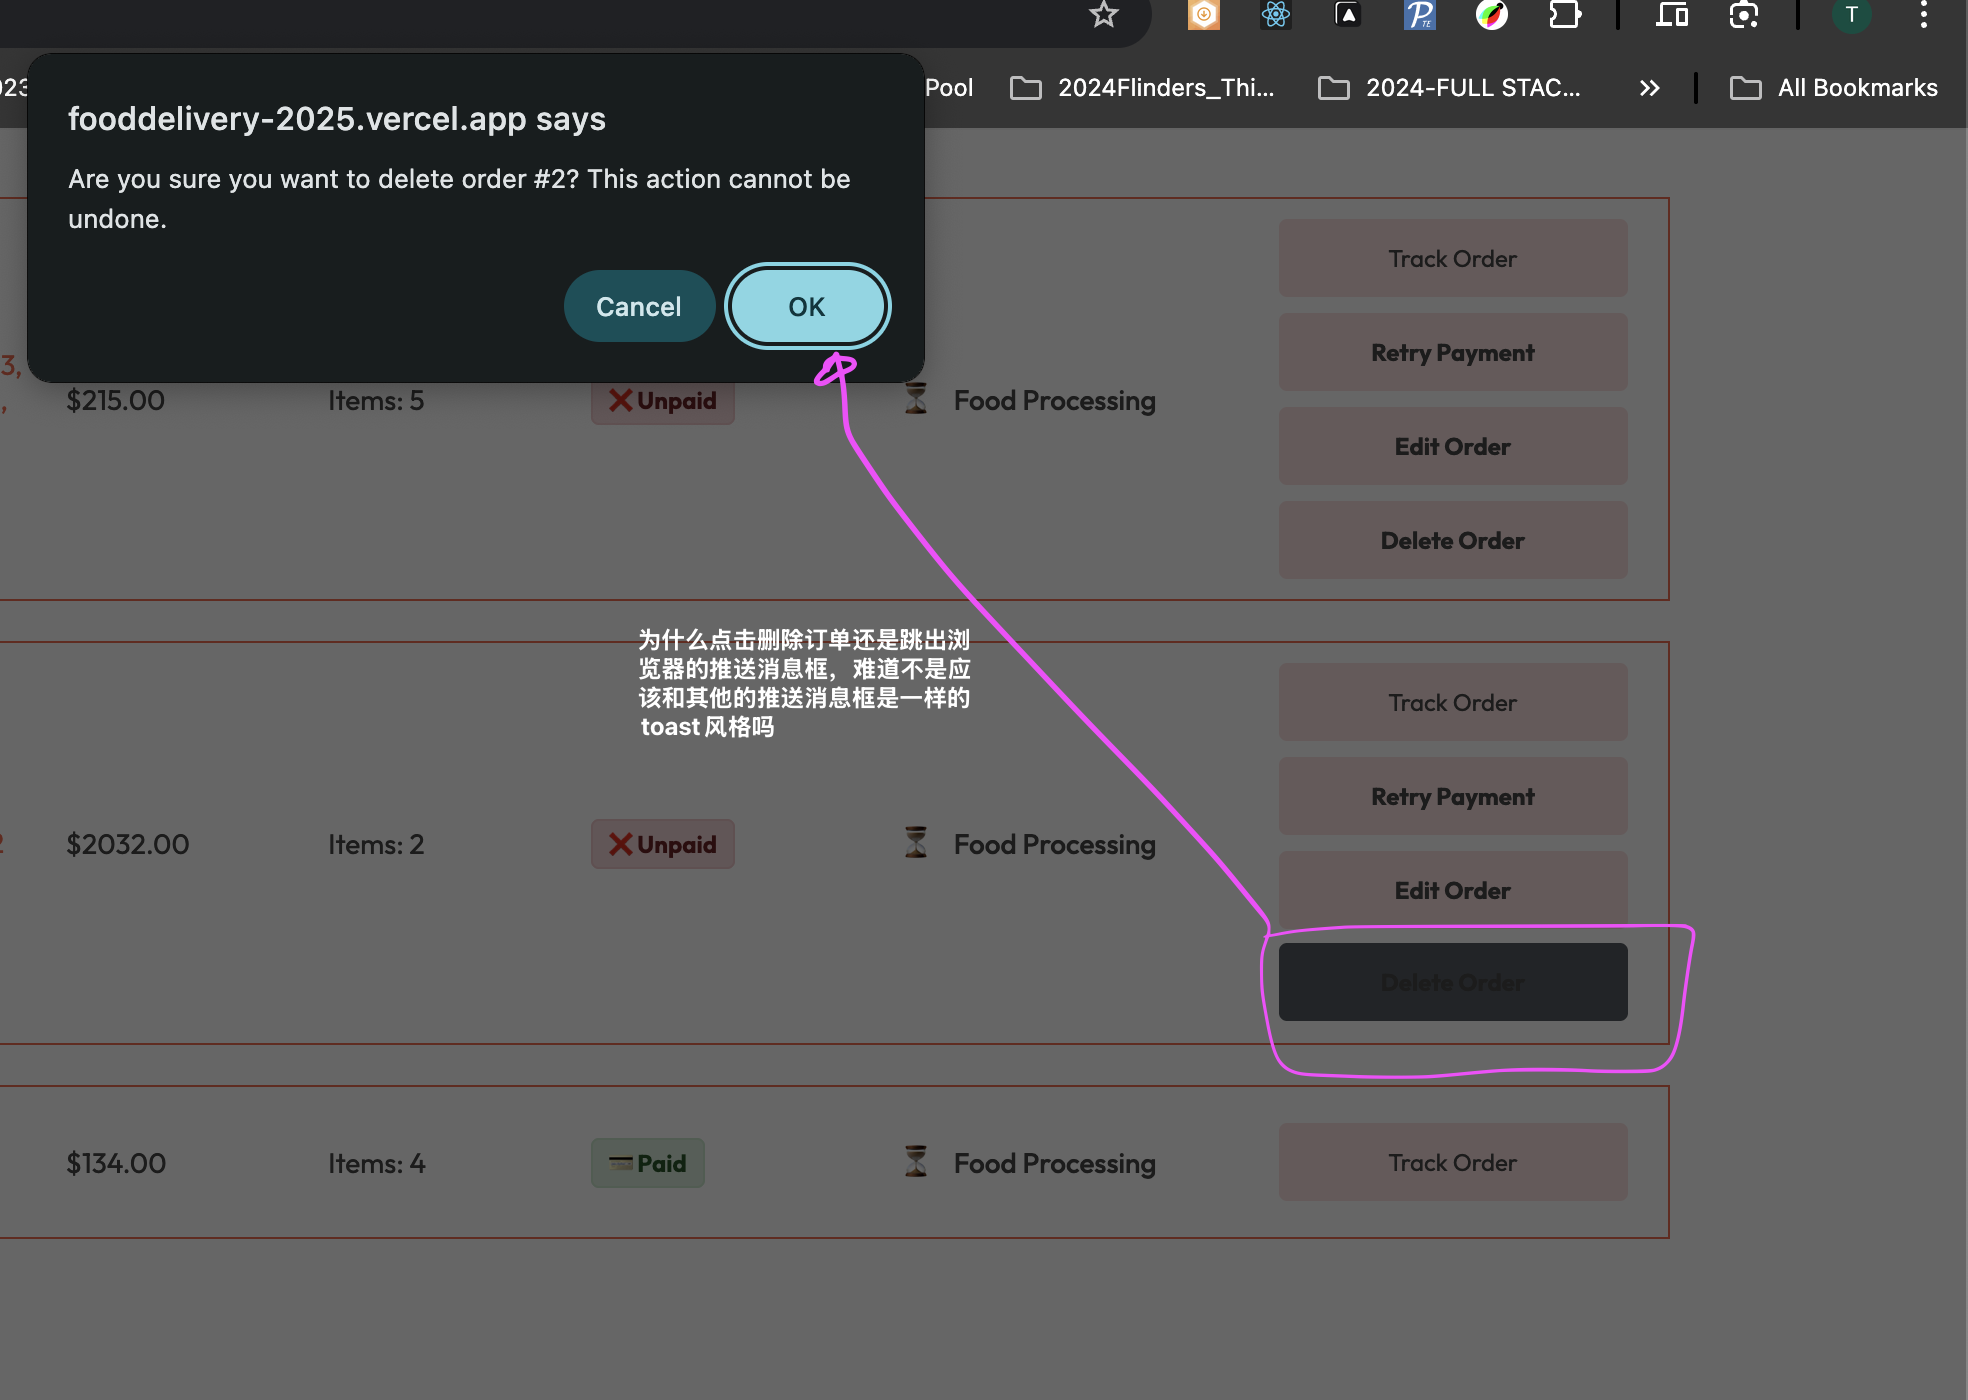 T
023
Pool
2024Flinders_Thi...
2024-FULL STAC...
All Bookmarks
fooddelivery-2025.vercel.app says
Are you sure you want to delete order #2? This action cannot be
undone.
Cancel
OK
3,
,
$215.00
Items: 5
❌Unpaid
⏳ Food Processing
Track Order
Retry Payment
Edit Order
Delete Order
为什么点击删除订单还是跳出浏
览器的推送消息框，难道不是应
该和其他的推送消息框是一样的
toast风格吗
2
$2032.00
Items: 2
❌Unpaid
⏳ Food Processing
Track Order
Retry Payment
Edit Order
Delete Order
$134.00
Items: 4
💳Paid
⏳ Food Processing
Track Order